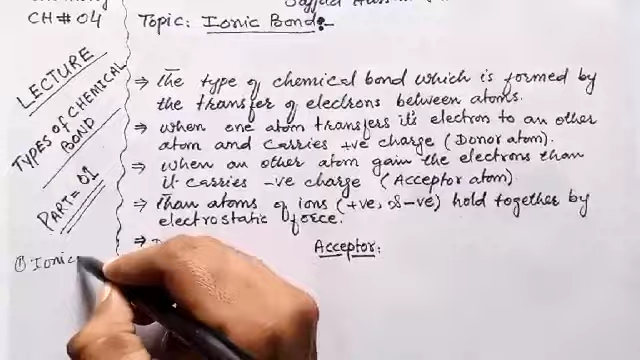 CH# 04
Topic: Ionic Bond:-
LECTURE
TYPES OF CHEMICAL
BOND
PART= 01
① Ionic
⇒ The type of chemical bond which is formed by
the transfer of electrons between atoms.
⇒ when one atom transfers it's electron to an other
atom and carries +ve charge (Donor atom).
⇒ when an other atom gain the electrons than
it carries -ve charge (Acceptor atom)
⇒ Than atoms of ions (+ve, & -ve) hold together by
electrostatic force.
⇒
Acceptor: